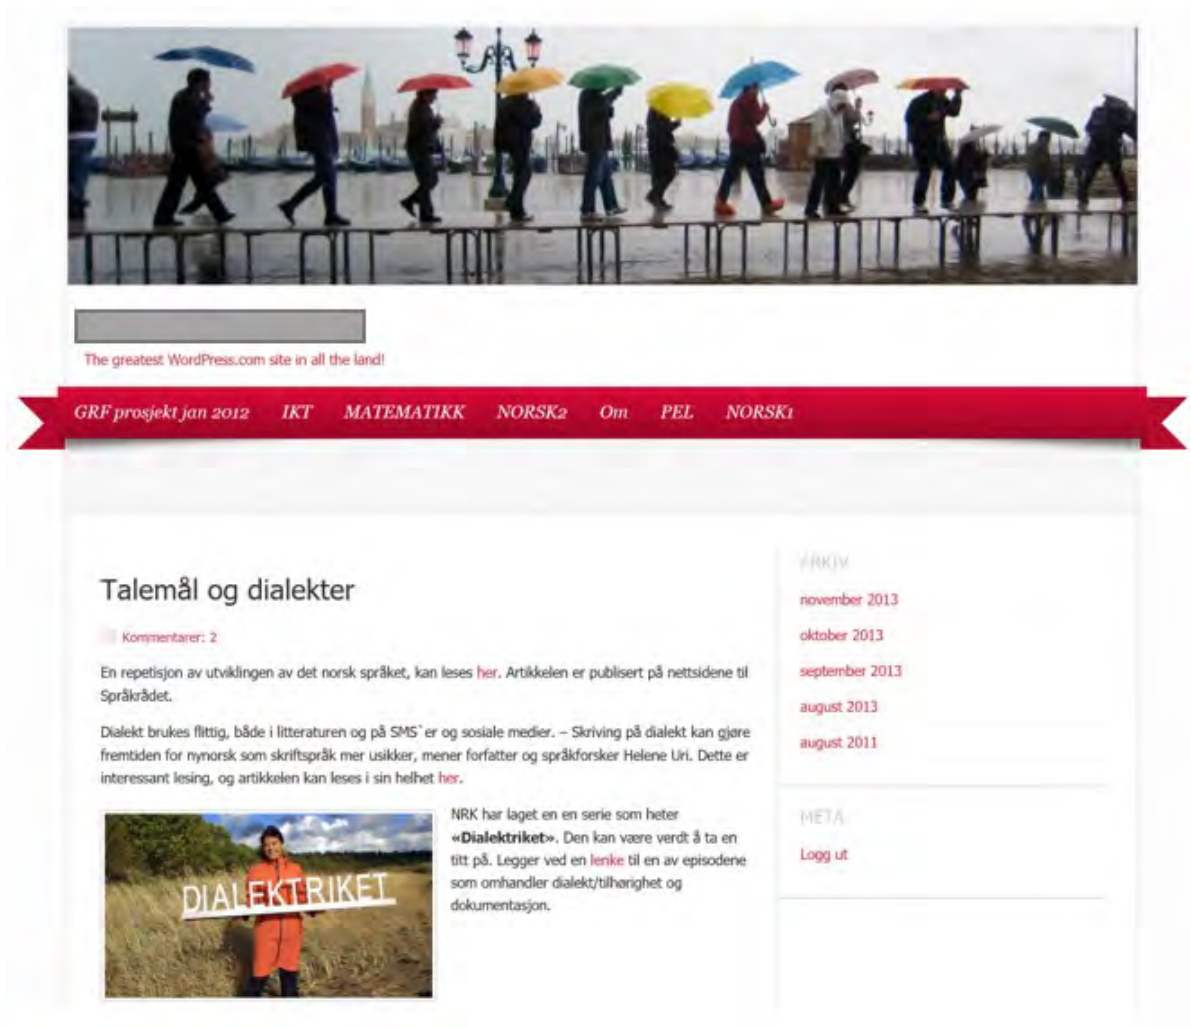 The greatest WordPress.com site in all the land!
GRF prosjekt jan 2012 IKT MATEMATIKK NORSK2 Om PEL NORSK1
Talemål og dialekter
Kommentarer: 2
En repetisjon av utviklingen av det norsk språket, kan leses her. Artikkelen er publisert på nettsidene til
Språkrådet.
Dialekt brukes flittig, både i litteraturen og på SMS`er og sosiale medier. – Skriving på dialekt kan gjøre
fremtiden for nynorsk som skriftspråk mer usikker, mener forfatter og språkforsker Helene Uri. Dette er
interessant lesing, og artikkelen kan leses i sin helhet her.
DIALEKTRIKET
NRK har laget en en serie som heter
«Dialektriket». Den kan være verdt å ta en
titt på. Legger ved en lenke til en av episodene
som omhandler dialekt/tilhørighet og
dokumentasjon.
ARKIV
november 2013
oktober 2013
september 2013
august 2013
august 2011
META
Logg ut